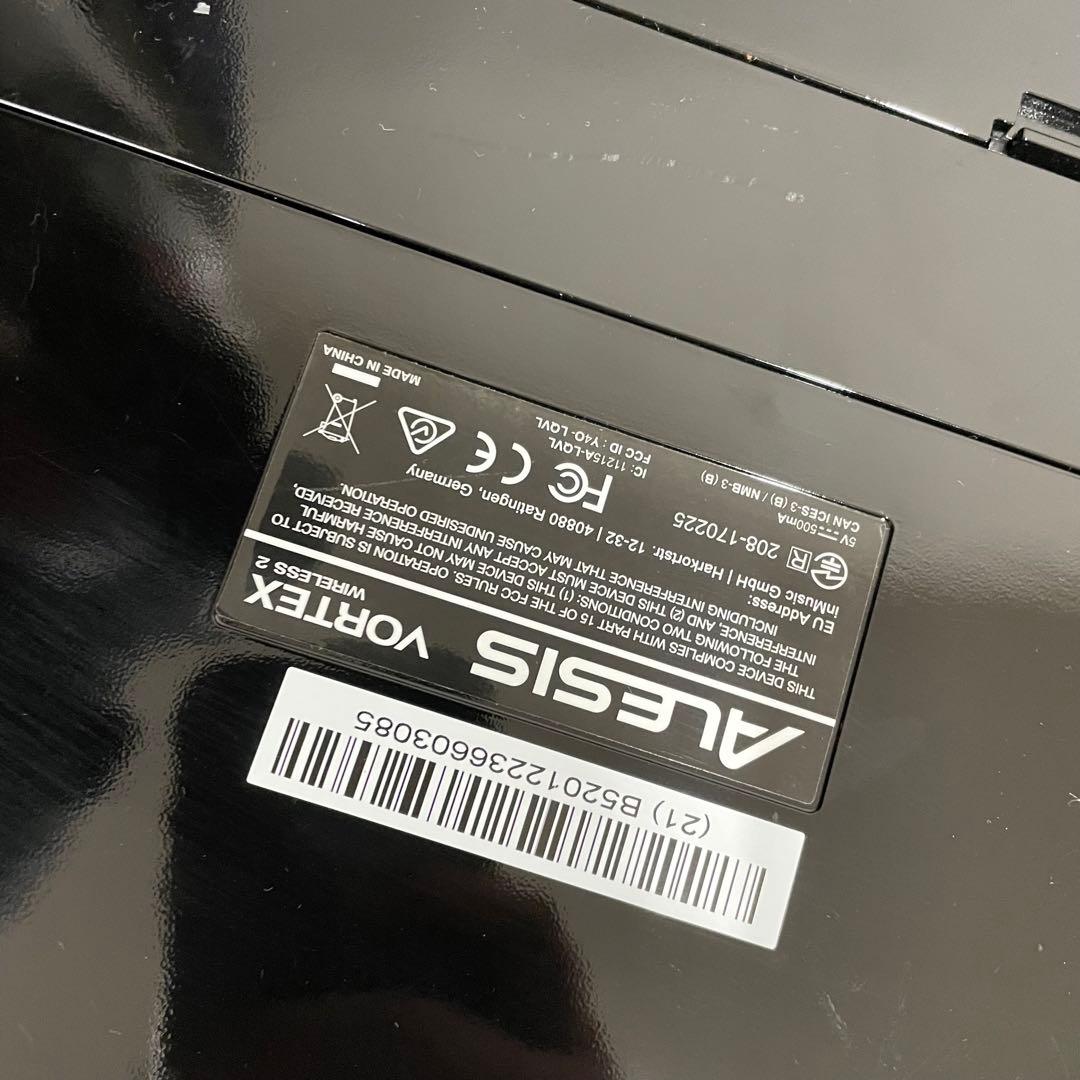 ALESIS VORTEX
WIRELESS 2
THIS DEVICE COMPLIES WITH PART 15 OF THE FCC RULES. OPERATION IS SUBJECT TO
THE FOLLOWING TWO CONDITIONS: (1) THIS DEVICE MAY NOT CAUSE HARMFUL
INTERFERENCE, AND (2) THIS DEVICE MUST ACCEPT ANY INTERFERENCE RECEIVED,
INCLUDING INTERFERENCE THAT MAY CAUSE UNDESIRED OPERATION.
EU Address:
inMusic GmbH | Harkortstr. 12-32 | 40880 Ratingen, Germany
R 208-170225
FC CE
5V 500mA
CAN ICES-3 (B) / NMB-3 (B)
IC: 11215A-LQVL
FCC ID : Y4O-LQVL
MADE IN CHINA
(21) B52012236603085